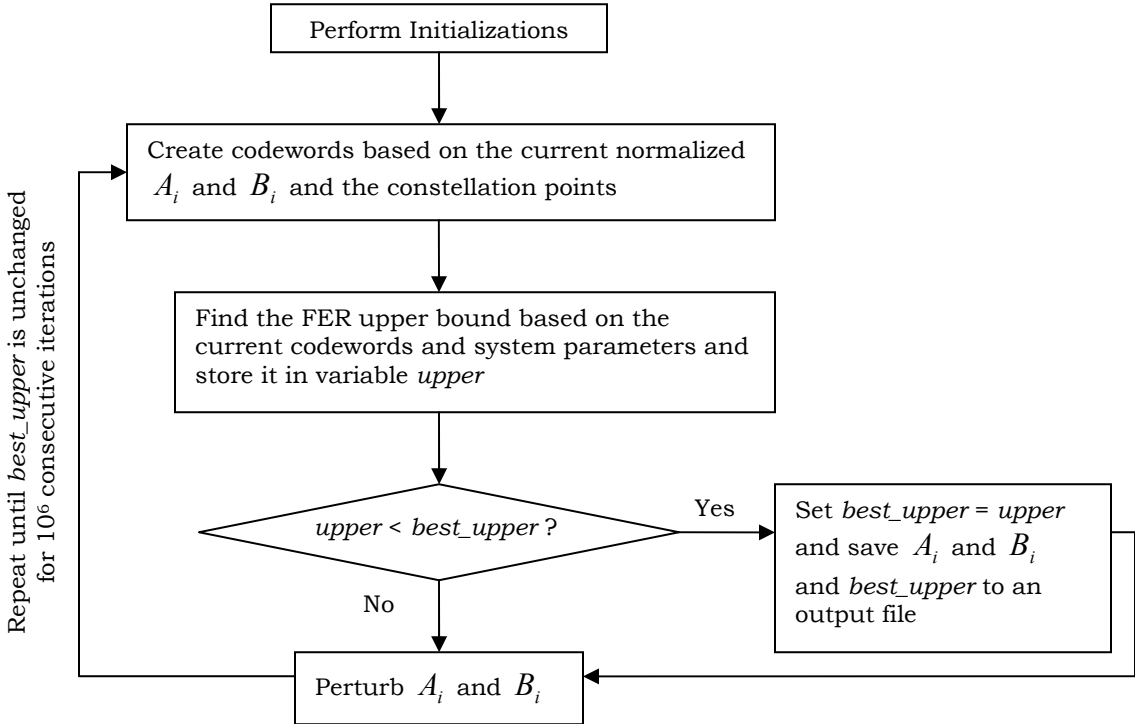 Perform Initializations
Create codewords based on the current normalized
A_i and B_i and the constellation points
Find the FER upper bound based on the
current codewords and system parameters and
store it in variable upper
upper < best_upper ?
Yes
Set best_upper = upper
and save A_i and B_i
and best_upper to an
output file
No
Perturb A_i and B_i
Repeat until best_upper is unchanged
for 10⁶ consecutive iterations